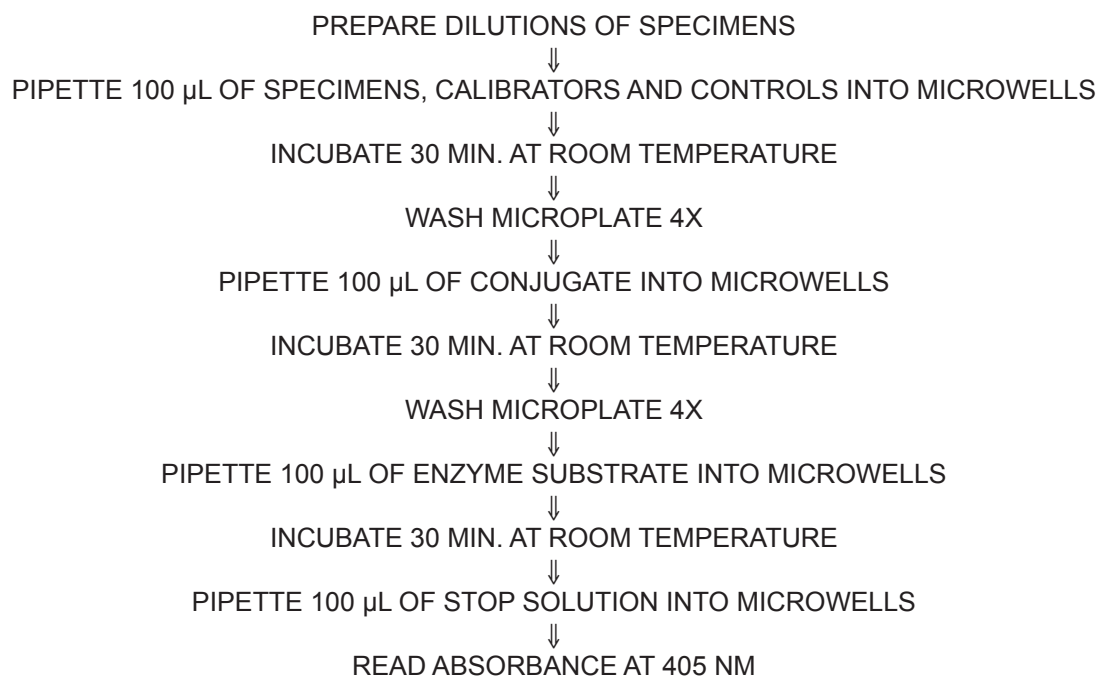 PREPARE DILUTIONS OF SPECIMENS
⇓
PIPETTE 100 µL OF SPECIMENS, CALIBRATORS AND CONTROLS INTO MICROWELLS
⇓
INCUBATE 30 MIN. AT ROOM TEMPERATURE
⇓
WASH MICROPLATE 4X
⇓
PIPETTE 100 µL OF CONJUGATE INTO MICROWELLS
⇓
INCUBATE 30 MIN. AT ROOM TEMPERATURE
⇓
WASH MICROPLATE 4X
⇓
PIPETTE 100 µL OF ENZYME SUBSTRATE INTO MICROWELLS
⇓
INCUBATE 30 MIN. AT ROOM TEMPERATURE
⇓
PIPETTE 100 µL OF STOP SOLUTION INTO MICROWELLS
⇓
READ ABSORBANCE AT 405 NM